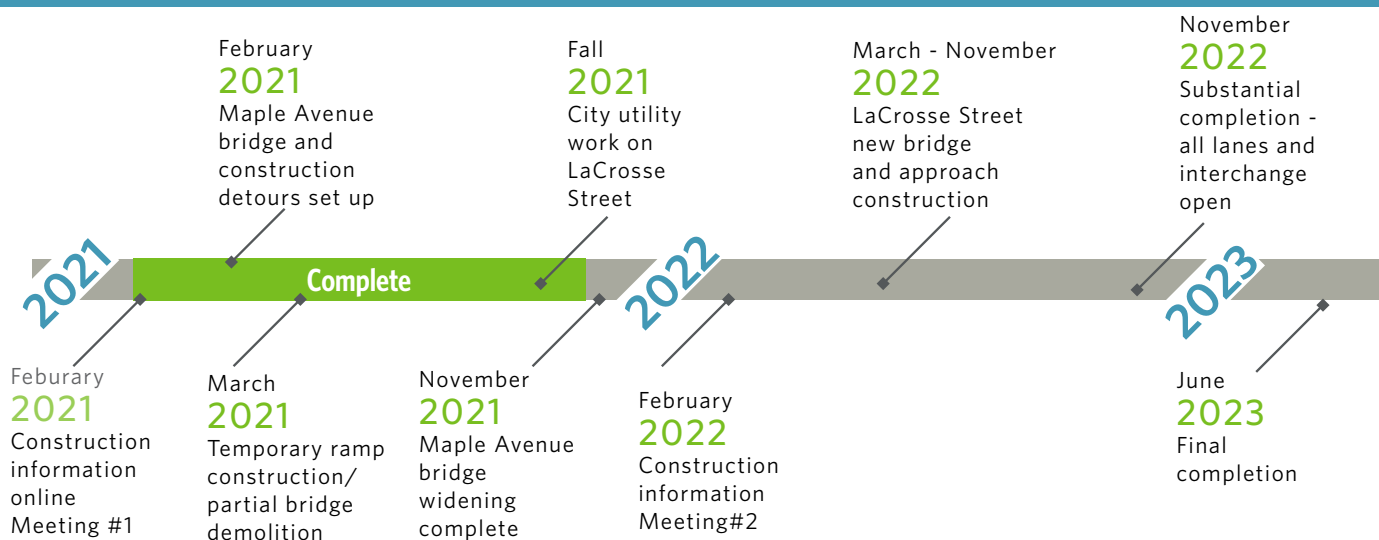 February
2021
Maple Avenue
bridge and
construction
detours set up
Fall
2021
City utility
work on
LaCrosse
Street
March - November
2022
LaCrosse Street
new bridge
and approach
construction
November
2022
Substantial
completion -
all lanes and
interchange
open
2021
Complete
2022
2023
Feburary
2021
Construction
information
online
Meeting #1
March
2021
Temporary ramp
construction/
partial bridge
demolition
November
2021
Maple Avenue
bridge
widening
complete
February
2022
Construction
information
Meeting#2
June
2023
Final
completion